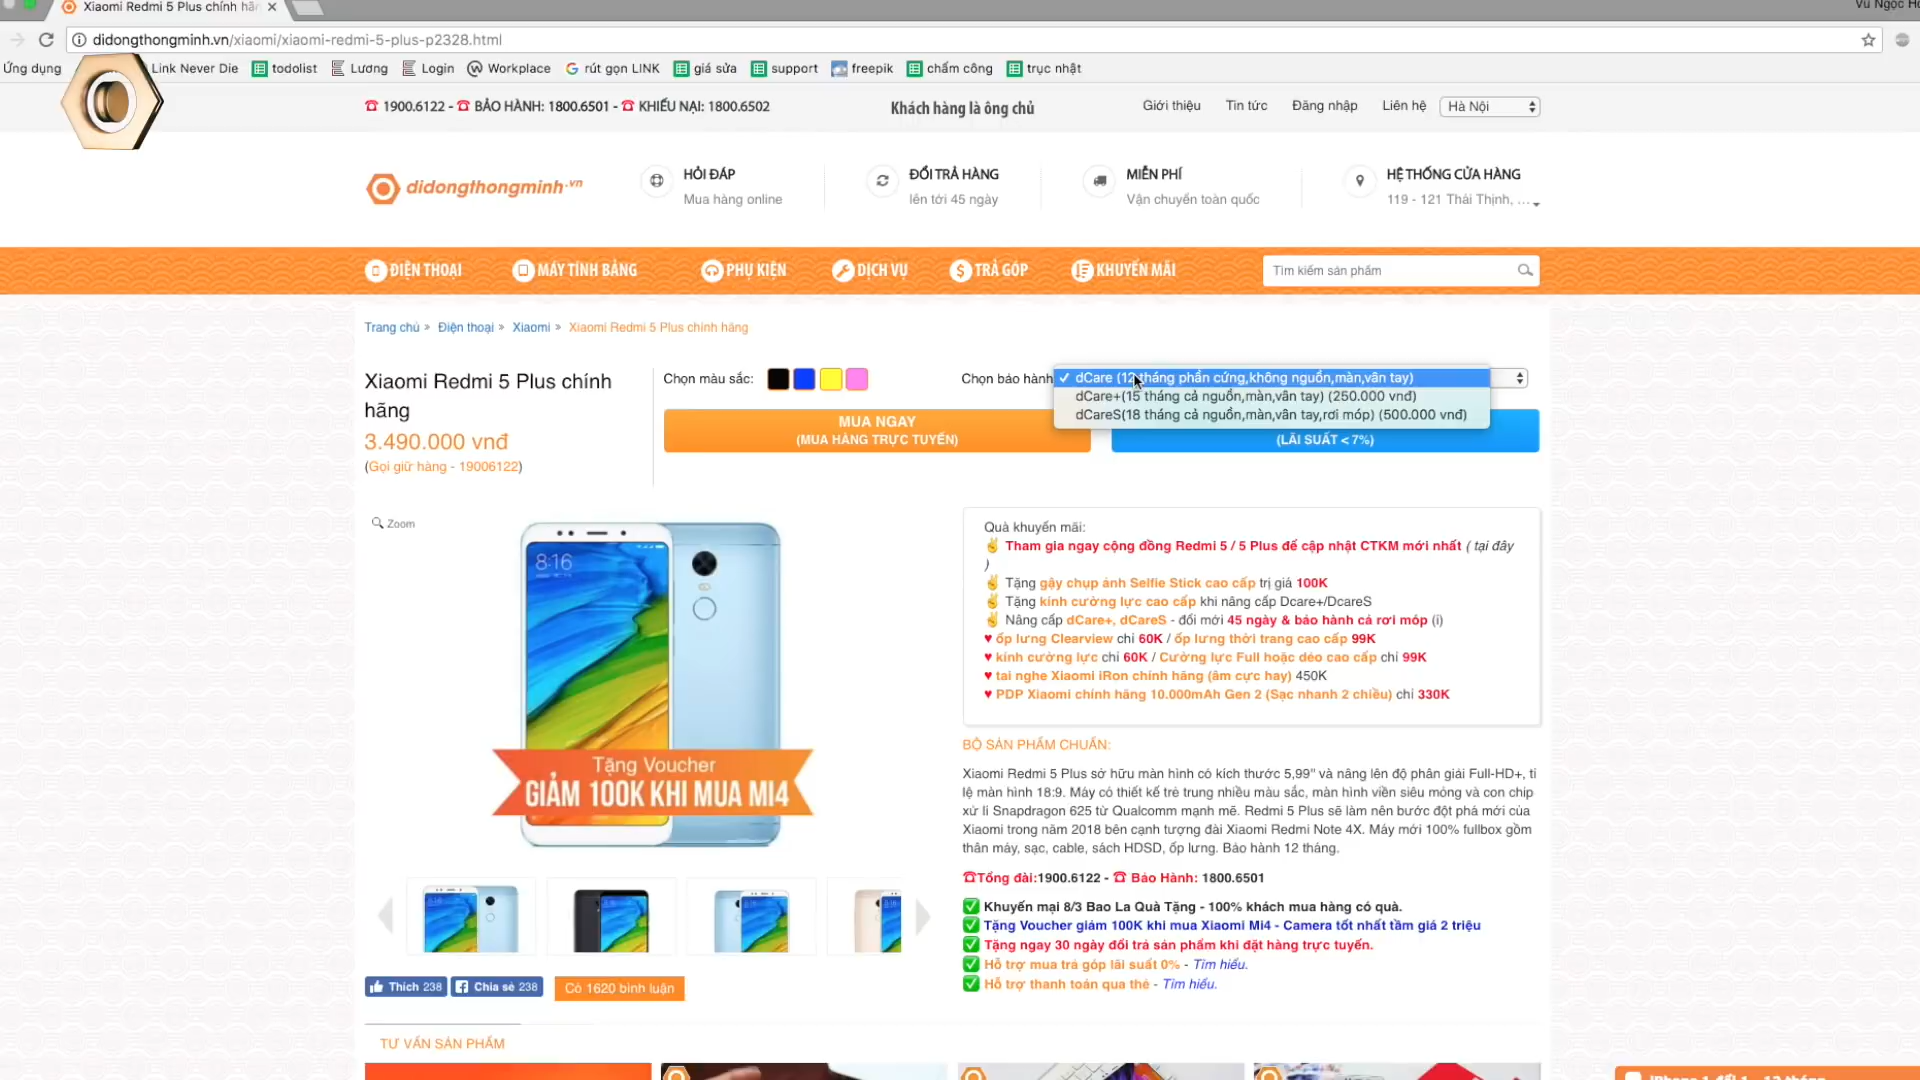 Xiaomi Redmi 5 Plus chính hãn
Vũ Ngọc H
didongthongminh.vn/xiaomi/xiaomi-redmi-5-plus-p2328.html
Ứng dụng Link Never Die todolist Lương Login Workplace rút gọn LINK giá sửa support freepik chấm công trục nhật
☎ 1900.6122 - ☎ BẢO HÀNH: 1800.6501 - ☎ KHIẾU NẠI: 1800.6502
Khách hàng là ông chủ
Giới thiệu Tin tức Đăng nhập Liên hệ Hà Nội
didongthongminh.vn
HỎI ĐÁP
Mua hàng online
ĐỔI TRẢ HÀNG
lên tới 45 ngày
MIỄN PHÍ
Vận chuyển toàn quốc
HỆ THỐNG CỬA HÀNG
119 - 121 Thái Thịnh, ...
ĐIỆN THOẠI MÁY TÍNH BẢNG PHỤ KIỆN DỊCH VỤ TRẢ GÓP KHUYẾN MÃI Tìm kiếm sản phẩm
Trang chủ » Điện thoại » Xiaomi » Xiaomi Redmi 5 Plus chính hãng
Xiaomi Redmi 5 Plus chính
hãng
3.490.000 vnđ
(Gọi giữ hàng - 19006122)
Chọn màu sắc:
Chọn bảo hành
✓ dCare (12 tháng phần cứng,không nguồn,màn,vân tay)
dCare+(15 tháng cả nguồn,màn,vân tay) (250.000 vnđ)
dCareS(18 tháng cả nguồn,màn,vân tay,rơi móp) (500.000 vnđ)
MUA NGAY
(MUA HÀNG TRỰC TUYẾN)
(LÃI SUẤT < 7%)
Zoom
8:16
Tặng Voucher
GIẢM 100K KHI MUA MI4
Quà khuyến mãi:
✌ Tham gia ngay cộng đồng Redmi 5 / 5 Plus để cập nhật CTKM mới nhất ( tại đây
)
✌ Tặng gậy chụp ảnh Selfie Stick cao cấp trị giá 100K
✌ Tặng kính cường lực cao cấp khi nâng cấp Dcare+/DcareS
✌ Nâng cấp dCare+, dCareS - đổi mới 45 ngày & bảo hành cả rơi móp (i)
♥ ốp lưng Clearview chỉ 60K / ốp lưng thời trang cao cấp 99K
♥ kính cường lực chỉ 60K / Cường lực Full hoặc dẻo cao cấp chỉ 99K
♥ tai nghe Xiaomi iRon chính hãng (âm cực hay) 450K
♥ PDP Xiaomi chính hãng 10.000mAh Gen 2 (Sạc nhanh 2 chiều) chỉ 330K
BỘ SẢN PHẨM CHUẨN:
Xiaomi Redmi 5 Plus sở hữu màn hình có kích thước 5,99" và nâng lên độ phân giải Full-HD+, tỉ
lệ màn hình 18:9. Máy có thiết kế trẻ trung nhiều màu sắc, màn hình viền siêu mỏng và con chip
xử lí Snapdragon 625 từ Qualcomm mạnh mẽ. Redmi 5 Plus sẽ làm nên bước đột phá mới của
Xiaomi trong năm 2018 bên cạnh tượng đài Xiaomi Redmi Note 4X. Máy mới 100% fullbox gồm
thân máy, sạc, cable, sách HDSD, ốp lưng. Bảo hành 12 tháng.
☎Tổng đài:1900.6122 - ☎ Bảo Hành: 1800.6501
✅ Khuyến mại 8/3 Bao La Quà Tặng - 100% khách mua hàng có quà.
✅ Tặng Voucher giảm 100K khi mua Xiaomi Mi4 - Camera tốt nhất tầm giá 2 triệu
✅ Tặng ngay 30 ngày đổi trả sản phẩm khi đặt hàng trực tuyến.
✅ Hỗ trợ mua trả góp lãi suất 0% - Tìm hiểu.
✅ Hỗ trợ thanh toán qua thẻ - Tìm hiểu.
Thích 238 Chia sẻ 238 Có 1620 bình luận
TƯ VẤN SẢN PHẨM